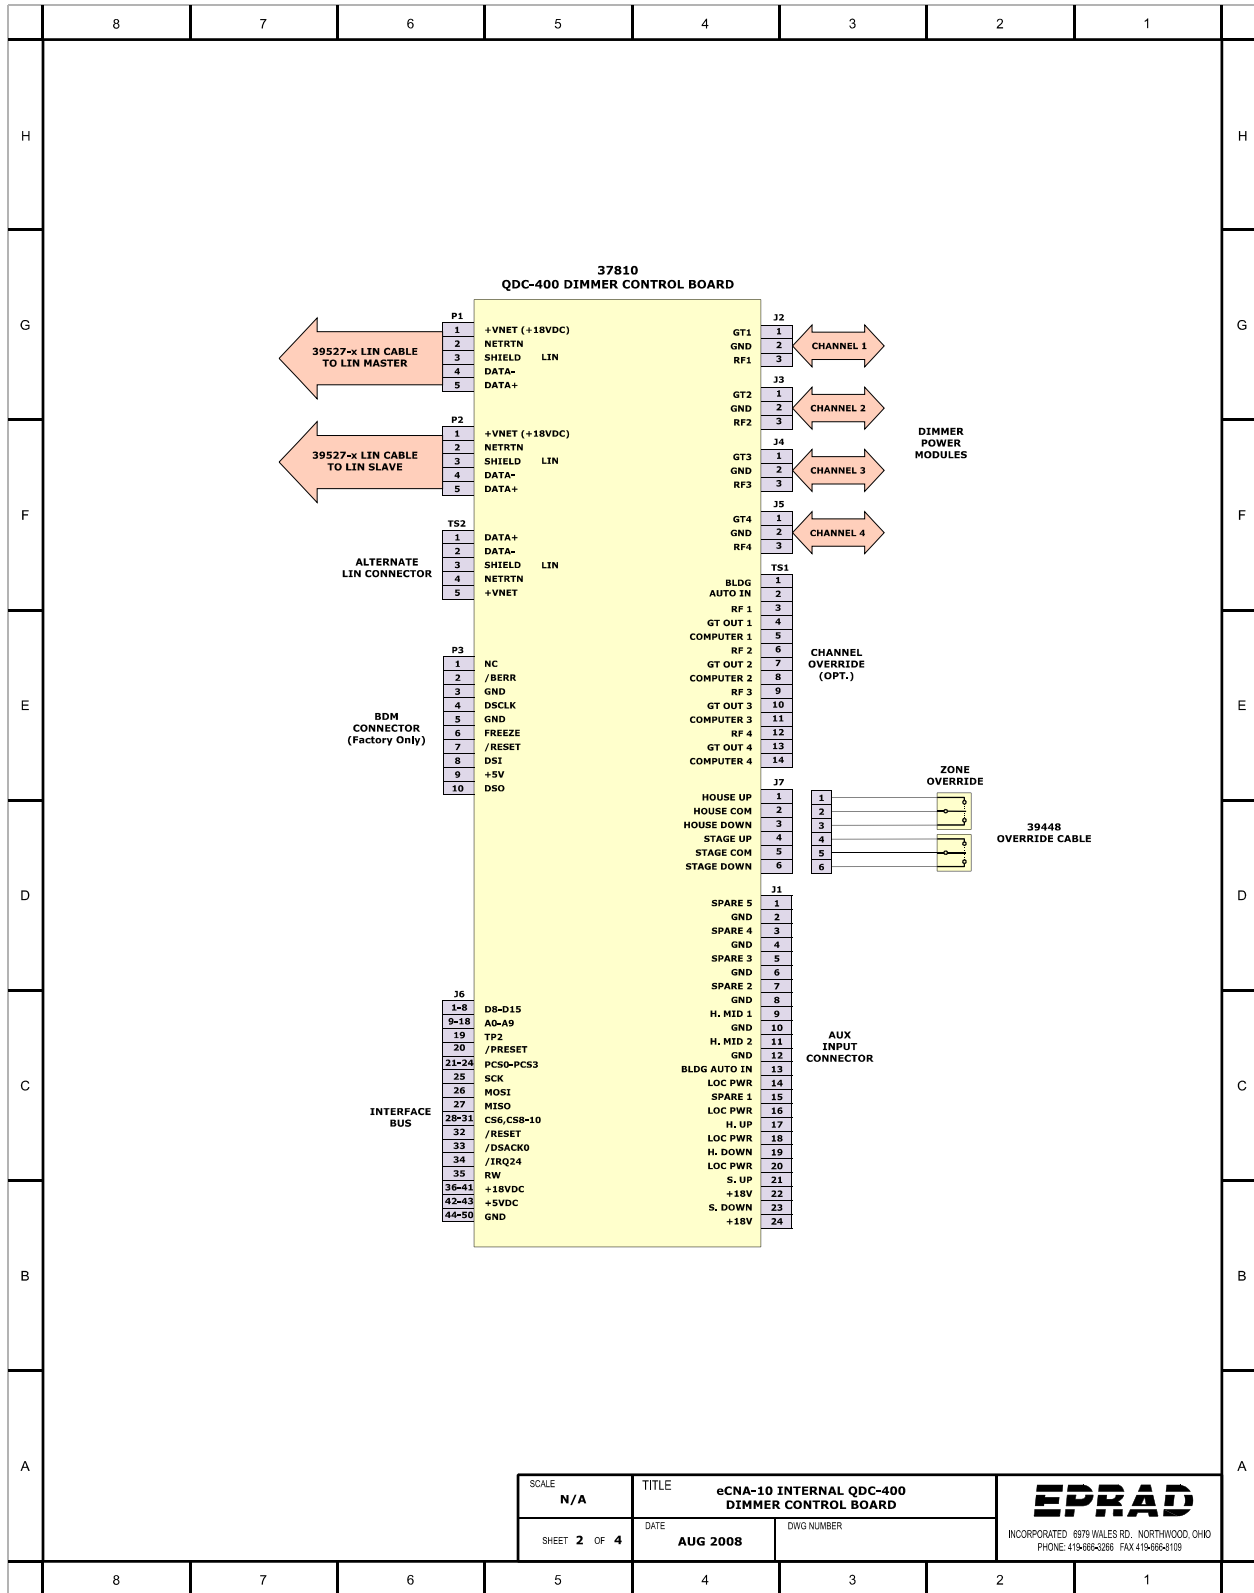 8 7 6 5 4 3 2 1
H H
G G
F F
E E
D D
C C
B B
A A
37810
QDC-400 DIMMER CONTROL BOARD
39527-x LIN CABLE
TO LIN MASTER
P1
1 +VNET (+18VDC)
2 NETRTN
3 SHIELD LIN
4 DATA-
5 DATA+
39527-x LIN CABLE
TO LIN SLAVE
P2
1 +VNET (+18VDC)
2 NETRTN
3 SHIELD LIN
4 DATA-
5 DATA+
ALTERNATE
LIN CONNECTOR
TS2
1 DATA+
2 DATA-
3 SHIELD LIN
4 NETRTN
5 +VNET
BDM
CONNECTOR
(Factory Only)
P3
1 NC
2 /BERR
3 GND
4 DSCLK
5 GND
6 FREEZE
7 /RESET
8 DSI
9 +5V
10 DSO
INTERFACE
BUS
J6
1-8 D8-D15
9-18 A0-A9
19 TP2
20 /PRESET
21-24 PCS0-PCS3
25 SCK
26 MOSI
27 MISO
28-31 CS6,CS8-10
32 /RESET
33 /DSACK0
34 /IRQ24
35 RW
36-41 +18VDC
42-43 +5VDC
44-50 GND
J2
GT1 1
GND 2
RF1 3
CHANNEL 1
J3
GT2 1
GND 2
RF2 3
CHANNEL 2
J4
GT3 1
GND 2
RF3 3
CHANNEL 3
J5
GT4 1
GND 2
RF4 3
CHANNEL 4
DIMMER
POWER
MODULES
TS1
BLDG 1
AUTO IN 2
RF 1 3
GT OUT 1 4
COMPUTER 1 5
RF 2 6
GT OUT 2 7
COMPUTER 2 8
RF 3 9
GT OUT 3 10
COMPUTER 3 11
RF 4 12
GT OUT 4 13
COMPUTER 4 14
CHANNEL
OVERRIDE
(OPT.)
J7
HOUSE UP 1 1
HOUSE COM 2 2
HOUSE DOWN 3 3
STAGE UP 4 4
STAGE COM 5 5
STAGE DOWN 6 6
ZONE
OVERRIDE
39448
OVERRIDE CABLE
J1
SPARE 5 1
GND 2
SPARE 4 3
GND 4
SPARE 3 5
GND 6
SPARE 2 7
GND 8
H. MID 1 9
GND 10
H. MID 2 11
GND 12
BLDG AUTO IN 13
LOC PWR 14
SPARE 1 15
LOC PWR 16
H. UP 17
LOC PWR 18
H. DOWN 19
LOC PWR 20
S. UP 21
+18V 22
S. DOWN 23
+18V 24
AUX
INPUT
CONNECTOR
SCALE
N/A
TITLE
eCNA-10 INTERNAL QDC-400
DIMMER CONTROL BOARD
SHEET 2 OF 4
DATE
AUG 2008
DWG NUMBER
EPRAD
INCORPORATED 6979 WALES RD. NORTHWOOD, OHIO
PHONE: 419-666-3266 FAX 419-666-8109
8 7 6 5 4 3 2 1